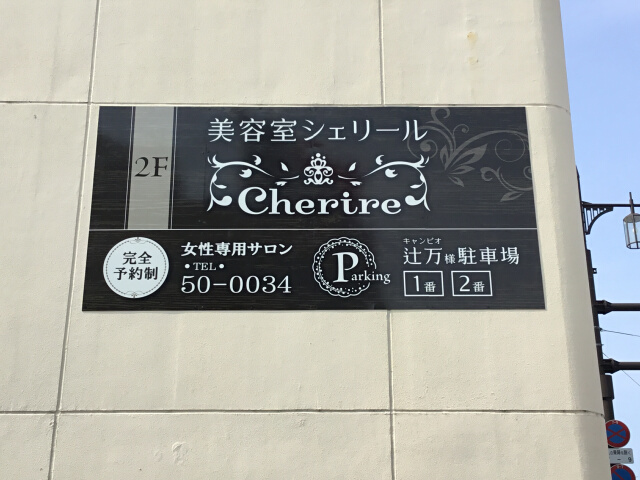 美容室シェリール
2F
Cherire
完全
予約制
女性専用サロン
•TEL•
50-0034
Parking
キャンビオ
辻万様駐車場
1番 2番